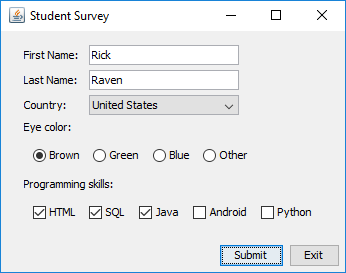 Student Survey
First Name: Rick
Last Name: Raven
Country: United States
Eye color:
Brown Green Blue Other
Programming skills:
HTML SQL Java Android Python
Submit Exit